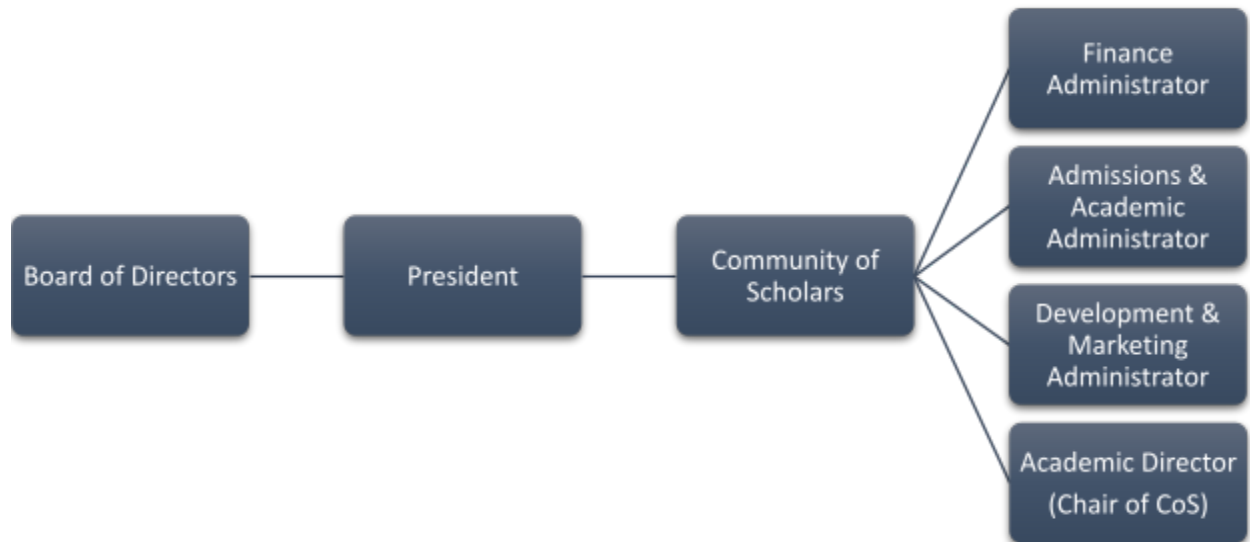 Board of Directors
President
Community of
Scholars
Finance
Administrator
Admissions &
Academic
Administrator
Development &
Marketing
Administrator
Academic Director
(Chair of CoS)